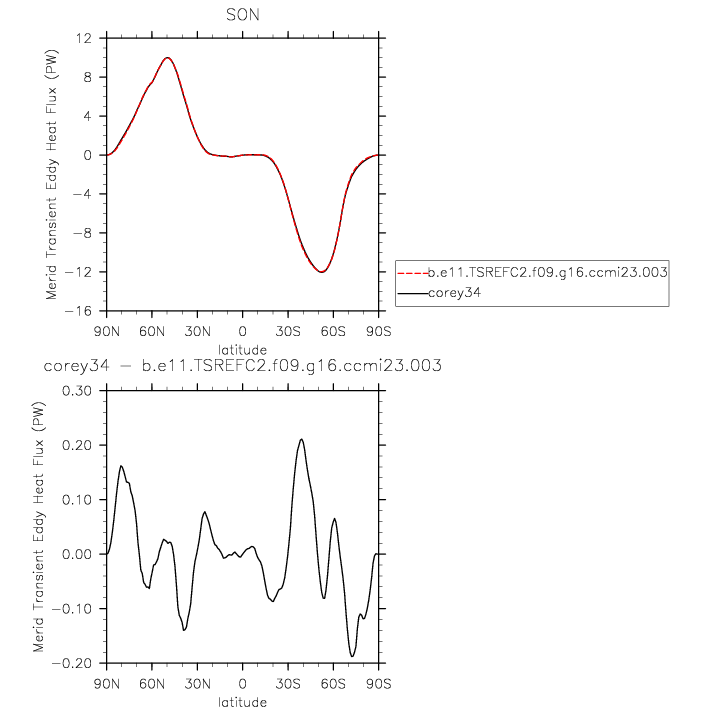 SON
Merid Transient Eddy Heat Flux (PW)
12
8
4
0
−4
−8
−12
−16
90N 60N 30N 0 30S 60S 90S
latitude
b.e11.TSREFC2.f09.g16.ccmi23.003
corey34
corey34 − b.e11.TSREFC2.f09.g16.ccmi23.003
Merid Transient Eddy Heat Flux (PW)
0.30
0.20
0.10
0.00
−0.10
−0.20
90N 60N 30N 0 30S 60S 90S
latitude